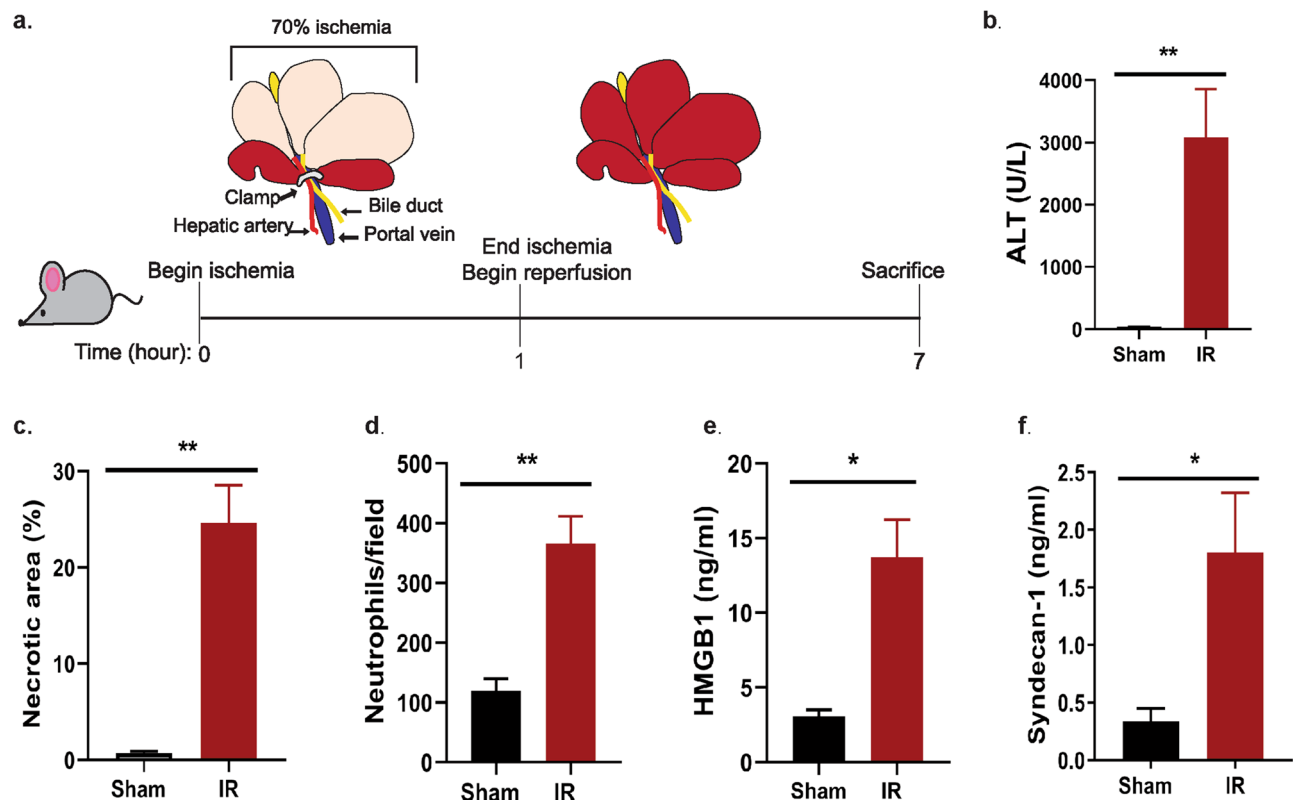 a.
70% ischemia
Clamp
Bile duct
Hepatic artery
Portal vein
Begin ischemia
End ischemia
Begin reperfusion
Sacrifice
Time (hour): 0
1
7
b.
**
ALT (U/L)
4000
3000
2000
1000
0
Sham
IR
c.
**
Necrotic area (%)
30
20
10
0
Sham
IR
d.
**
Neutrophils/field
500
400
300
200
100
0
Sham
IR
e.
*
HMGB1 (ng/ml)
20
15
10
5
0
Sham
IR
f.
*
Syndecan-1 (ng/ml)
2.5
2.0
1.5
1.0
0.5
0.0
Sham
IR